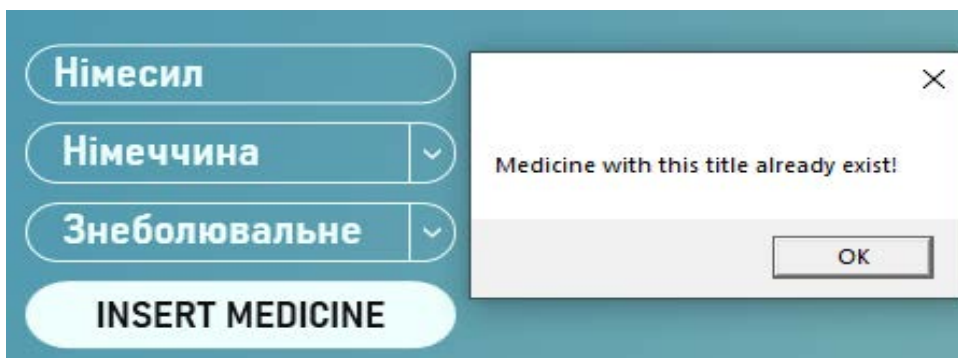 Німесил
Німеччина
Знеболювальне
INSERT MEDICINE
Medicine with this title already exist!
OK